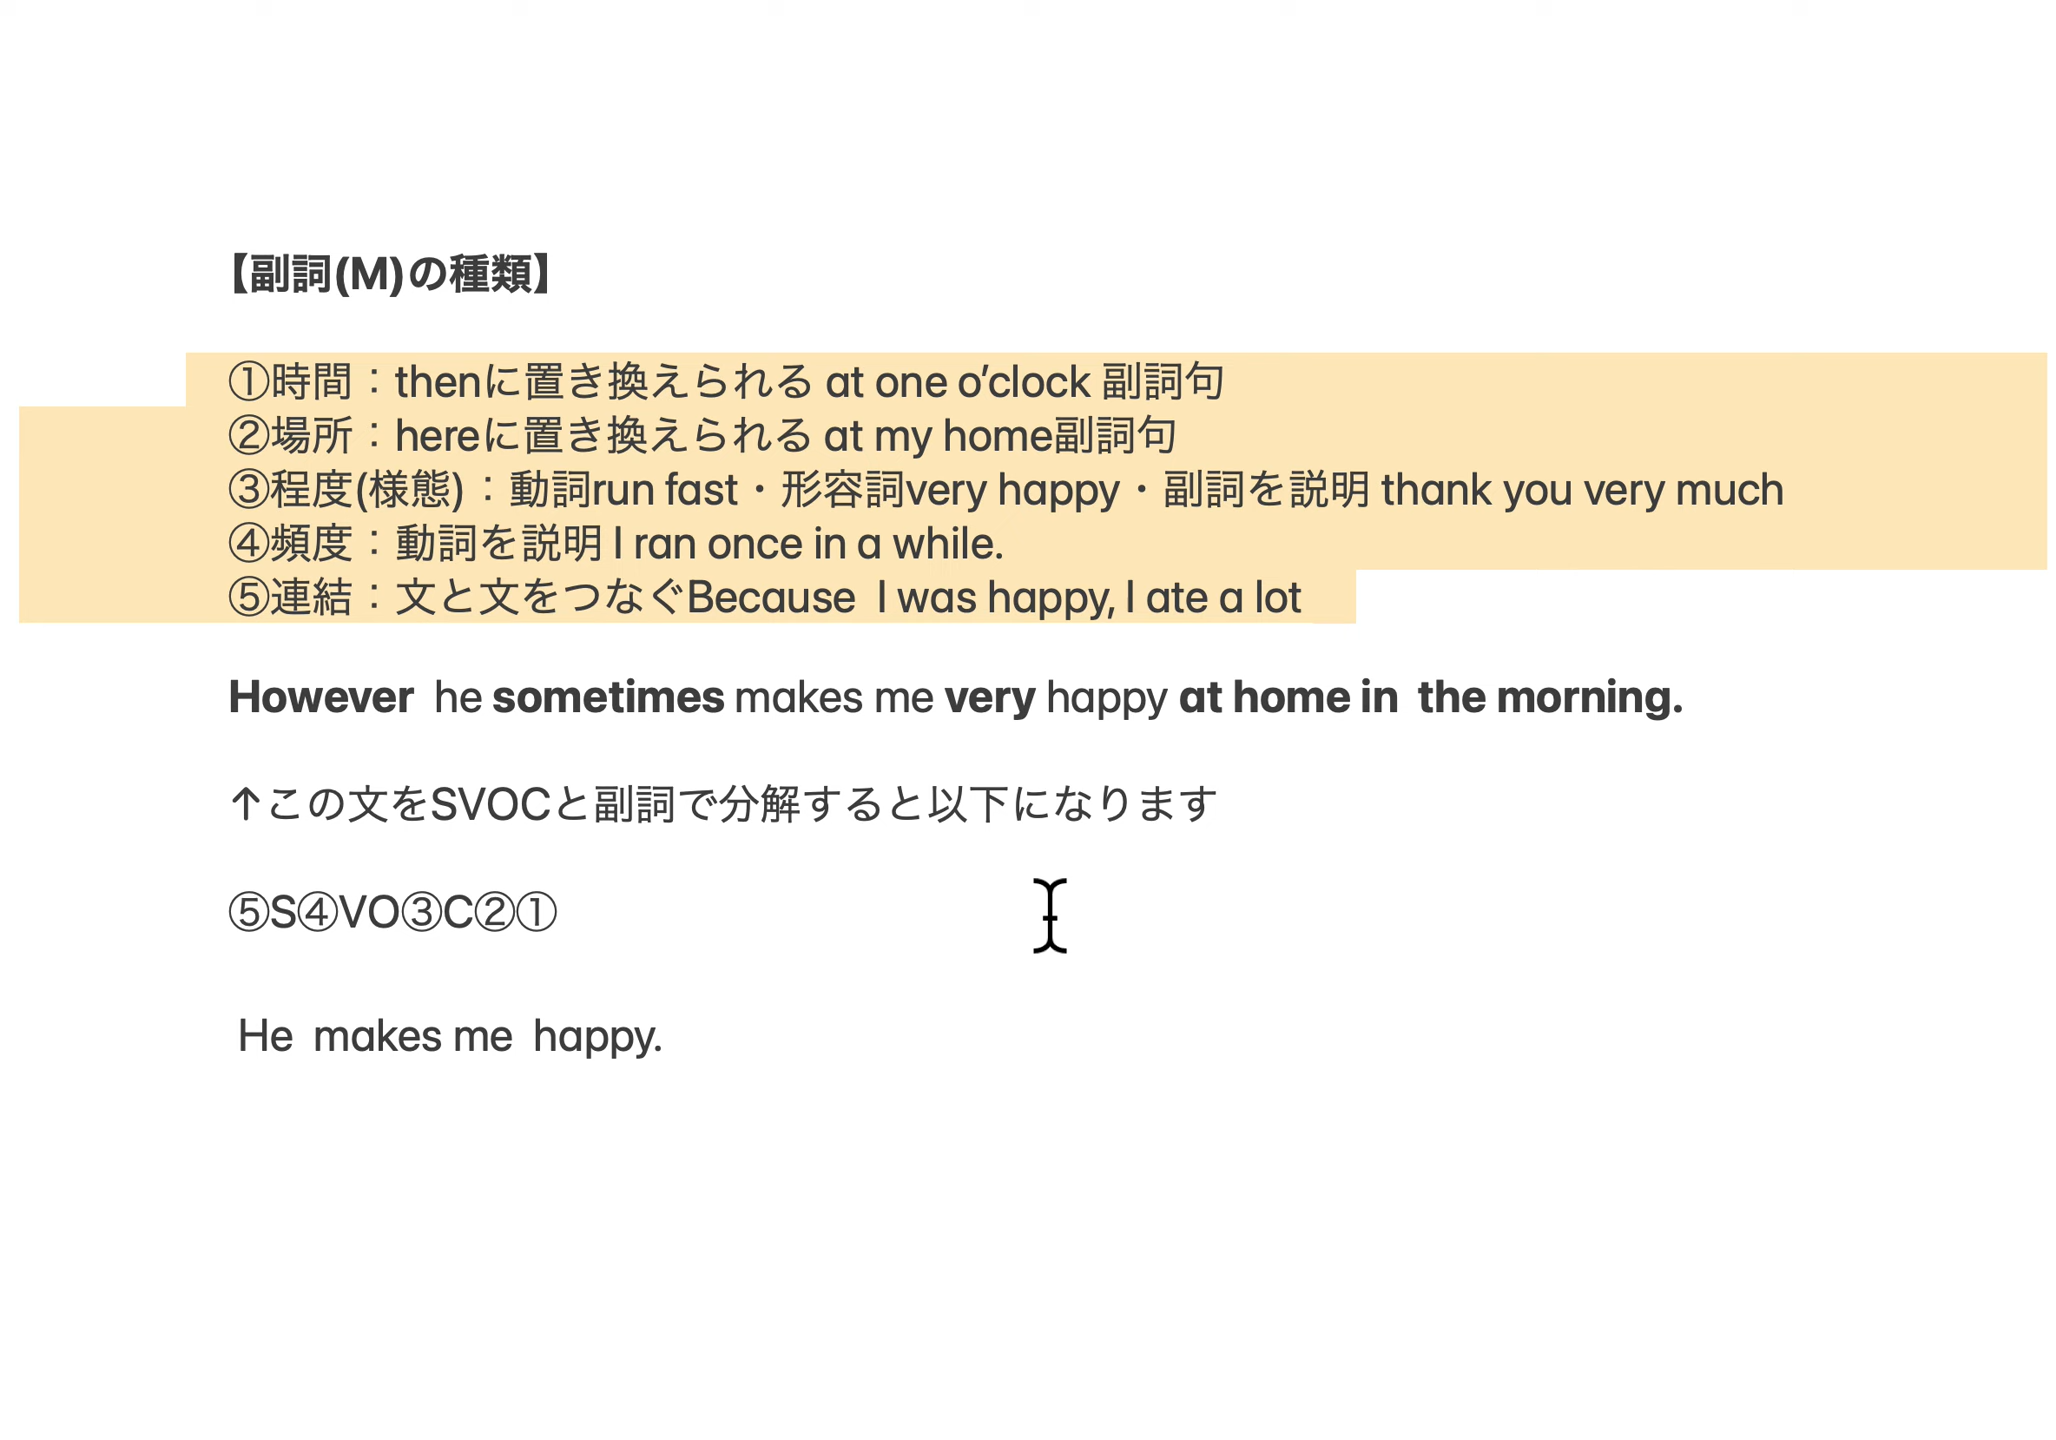 【副詞(M)の種類】
①時間：thenに置き換えられる at one o’clock 副詞句
②場所：hereに置き換えられる at my home副詞句
③程度(様態)：動詞run fast・形容詞very happy・副詞を説明 thank you very much
④頻度：動詞を説明 I ran once in a while.
⑤連結：文と文をつなぐBecause  I was happy, I ate a lot
However  he sometimes makes me very happy at home in  the morning.
↑この文をSVOCと副詞で分解すると以下になります
⑤S④VO③C②①
He  makes me  happy.